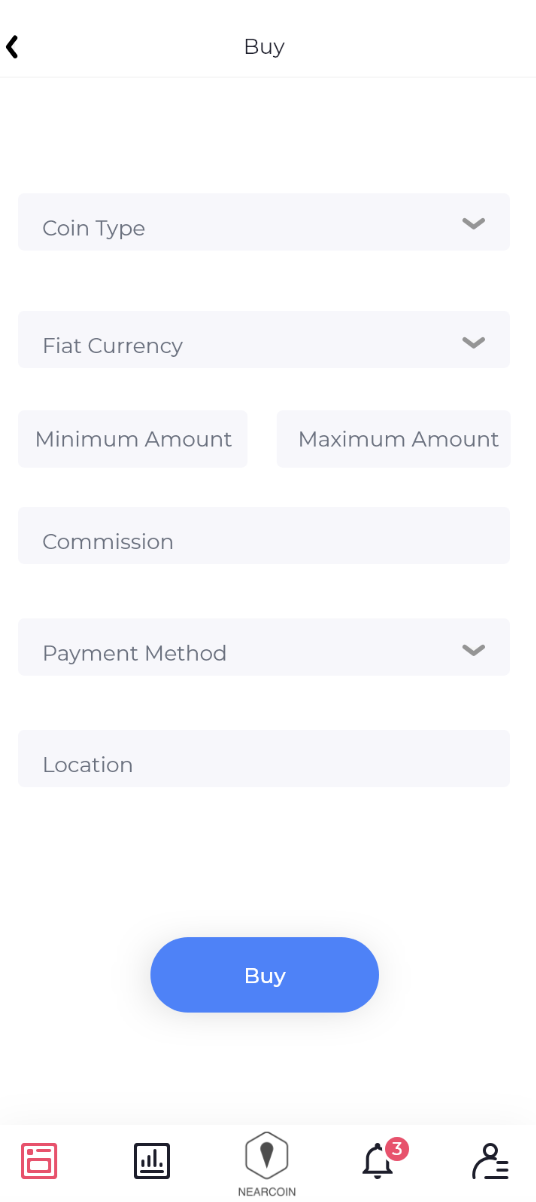 Buy
Coin Type
Fiat Currency
Minimum Amount
Maximum Amount
Commission
Payment Method
Location
Buy
3
NEARCOIN